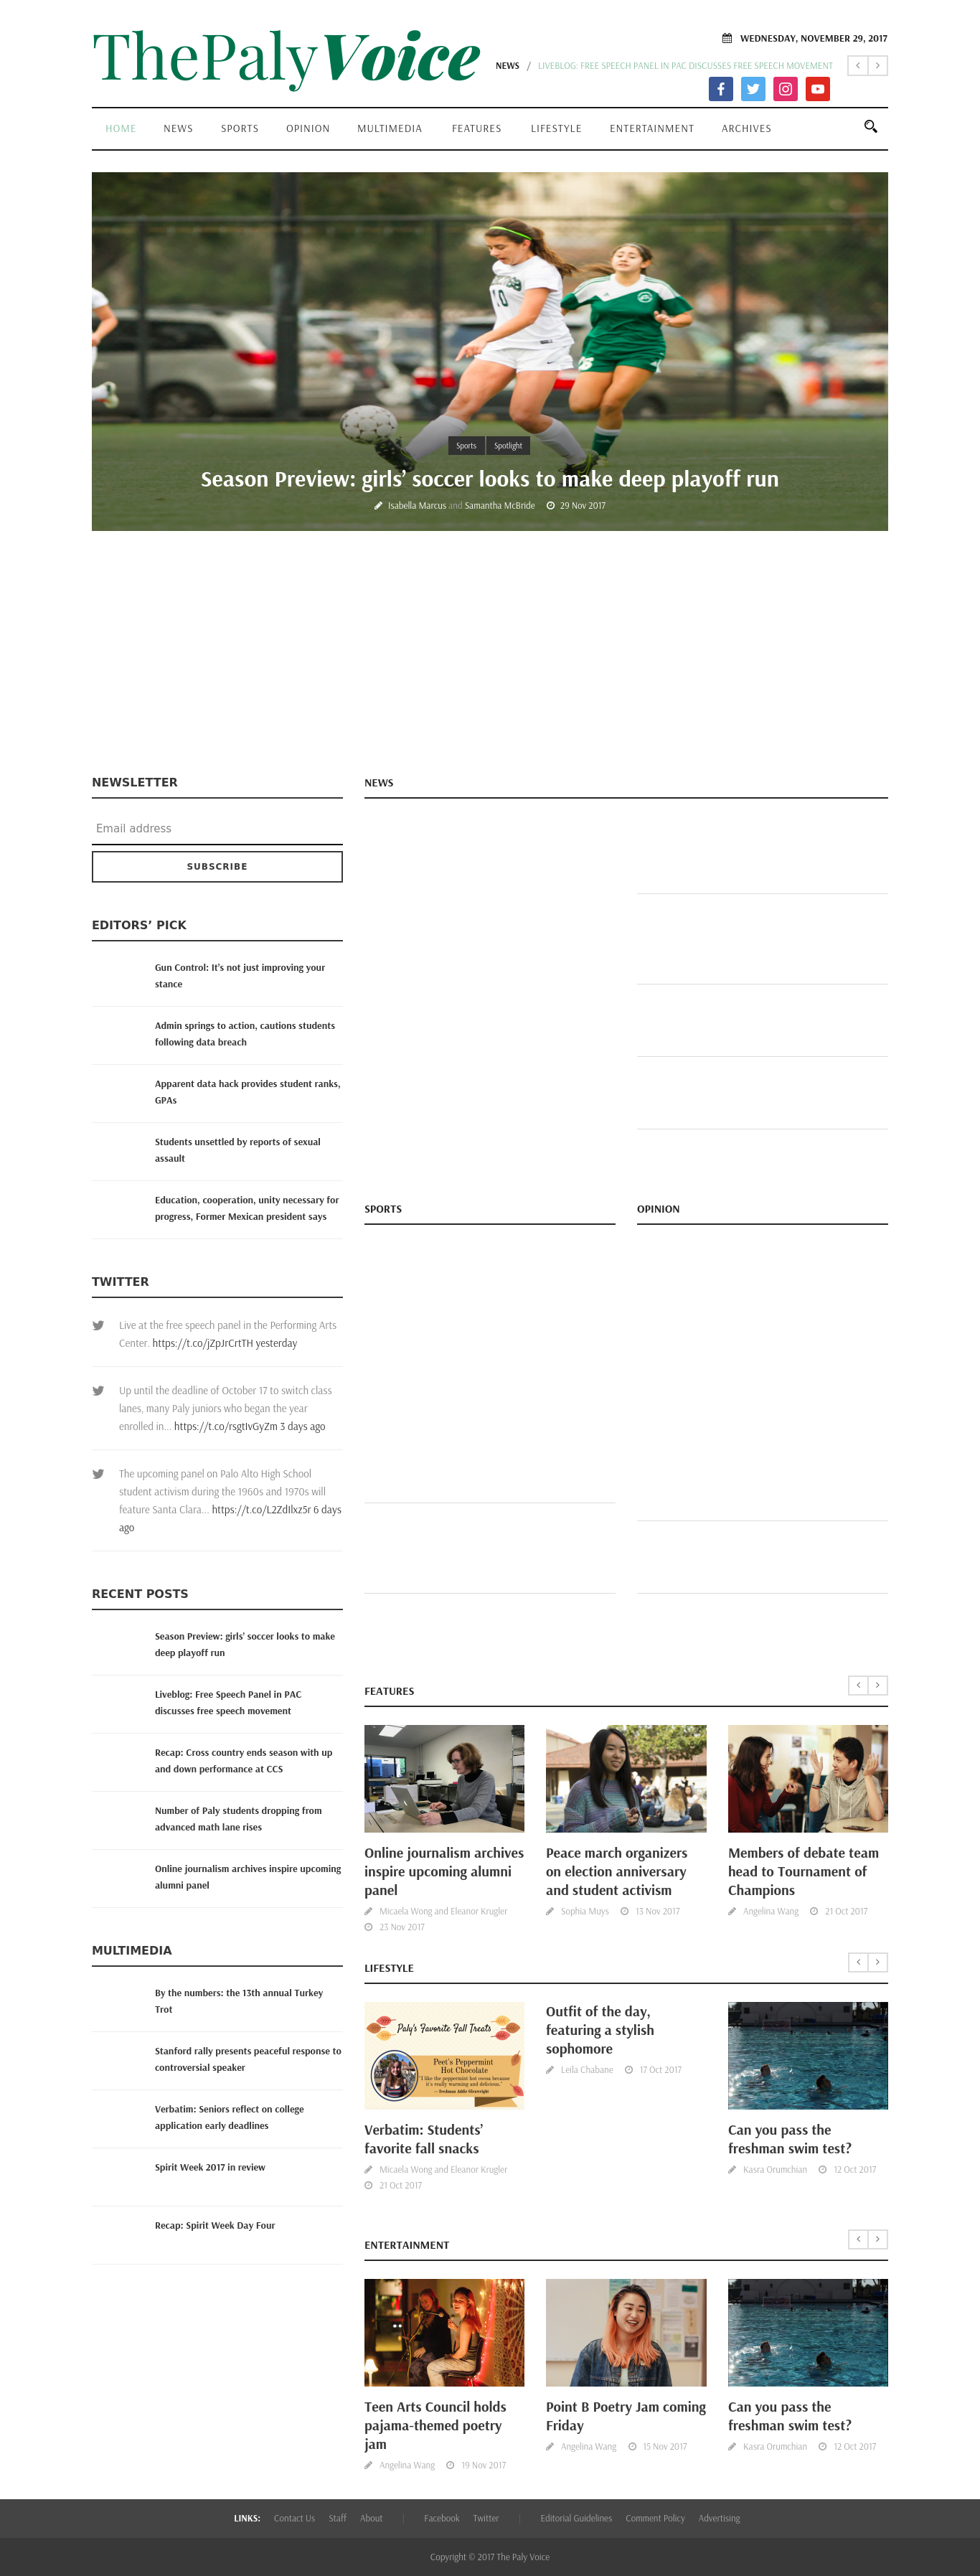 ThePalyVoice
WEDNESDAY, NOVEMBER 29, 2017
NEWS / LIVEBLOG: FREE SPEECH PANEL IN PAC DISCUSSES FREE SPEECH MOVEMENT
HOME NEWS SPORTS OPINION MULTIMEDIA FEATURES LIFESTYLE ENTERTAINMENT ARCHIVES
10
Sports Spotlight
Season Preview: girls’ soccer looks to make deep playoff run
Isabella Marcus and Samantha McBride 29 Nov 2017
NEWSLETTER
Email address
SUBSCRIBE
EDITORS’ PICK
Gun Control: It’s not just improving your
stance
Admin springs to action, cautions students
following data breach
Apparent data hack provides student ranks,
GPAs
Students unsettled by reports of sexual
assault
Education, cooperation, unity necessary for
progress, Former Mexican president says
TWITTER
Live at the free speech panel in the Performing Arts
Center. https://t.co/jZpJrCrtTH yesterday
Up until the deadline of October 17 to switch class
lanes, many Paly juniors who began the year
enrolled in... https://t.co/rsgtIvGyZm 3 days ago
The upcoming panel on Palo Alto High School
student activism during the 1960s and 1970s will
feature Santa Clara... https://t.co/L2ZdIlxz5r 6 days
ago
RECENT POSTS
Season Preview: girls’ soccer looks to make
deep playoff run
Liveblog: Free Speech Panel in PAC
discusses free speech movement
Recap: Cross country ends season with up
and down performance at CCS
Number of Paly students dropping from
advanced math lane rises
Online journalism archives inspire upcoming
alumni panel
MULTIMEDIA
By the numbers: the 13th annual Turkey
Trot
Stanford rally presents peaceful response to
controversial speaker
Verbatim: Seniors reflect on college
application early deadlines
Spirit Week 2017 in review
Recap: Spirit Week Day Four
NEWS
SPORTS
OPINION
FEATURES
Online journalism archives
inspire upcoming alumni
panel
Micaela Wong and Eleanor Krugler
23 Nov 2017
Peace march organizers
on election anniversary
and student activism
Sophia Muys 13 Nov 2017
Members of debate team
head to Tournament of
Champions
Angelina Wang 21 Oct 2017
LIFESTYLE
Paly's Favorite Fall Treats
Peet's Peppermint
Hot Chocolate
"I like the peppermint hot cocoa because
it's really warming and delicious."
Verbatim: Students’
favorite fall snacks
Micaela Wong and Eleanor Krugler
21 Oct 2017
Outfit of the day,
featuring a stylish
sophomore
Leila Chabane 17 Oct 2017
Can you pass the
freshman swim test?
Kasra Orumchian 12 Oct 2017
ENTERTAINMENT
Teen Arts Council holds
pajama-themed poetry
jam
Angelina Wang 19 Nov 2017
Point B Poetry Jam coming
Friday
Angelina Wang 15 Nov 2017
Can you pass the
freshman swim test?
Kasra Orumchian 12 Oct 2017
LINKS: Contact Us Staff About | Facebook Twitter | Editorial Guidelines Comment Policy Advertising
Copyright © 2017 The Paly Voice